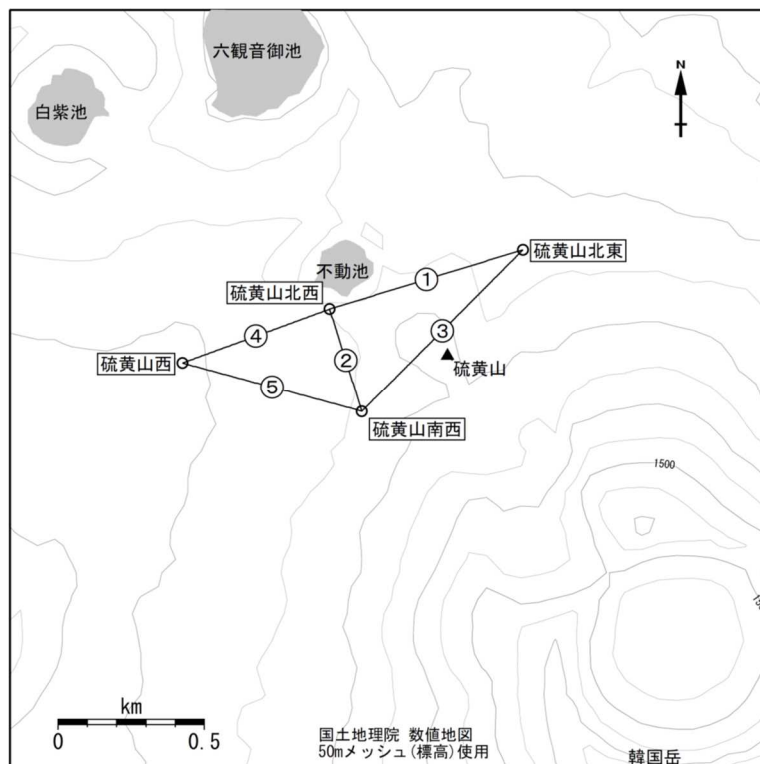 六観音御池
白紫池
N
硫黄山北東
不動池
①
硫黄山北西
③
④
硫黄山西
②
硫黄山
⑤
硫黄山南西
1500
km
0 0.5
国土地理院 数値地図
50mメッシュ(標高)使用
韓国岳